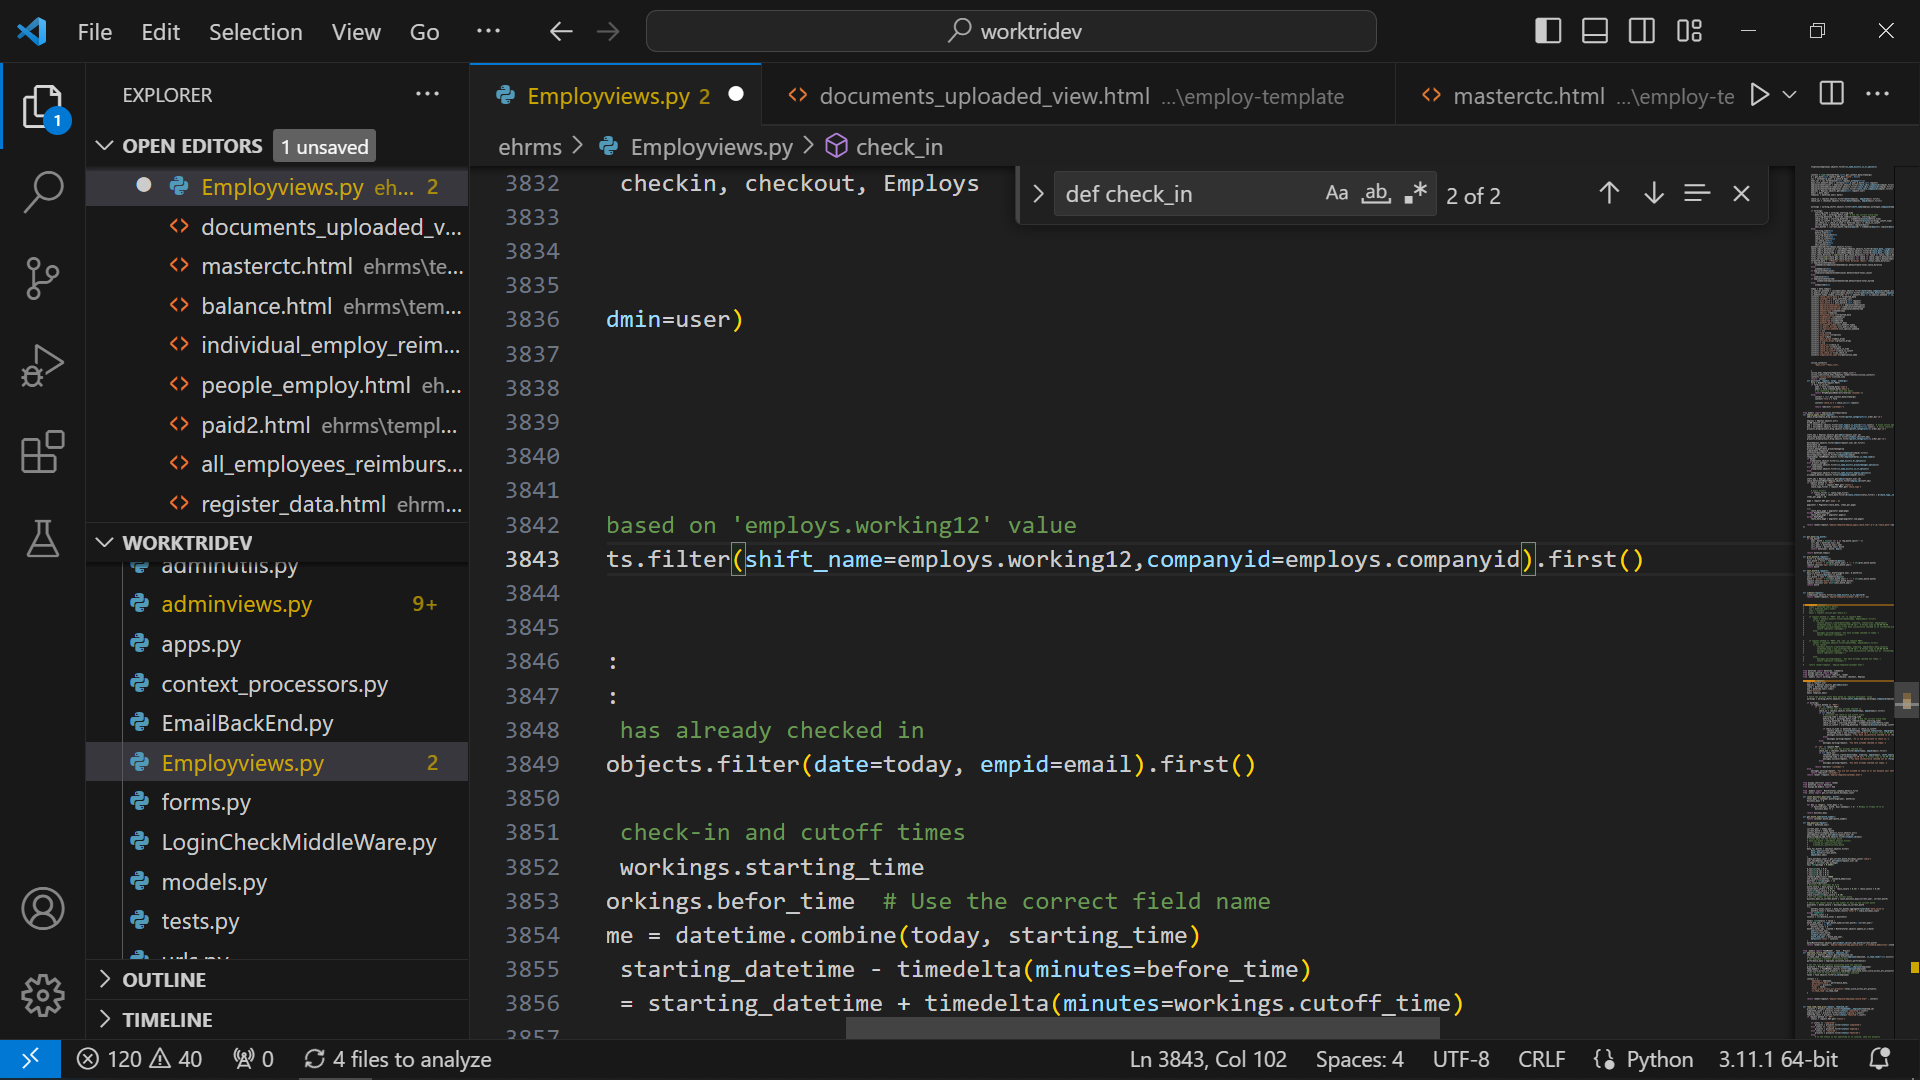 File Edit Selection View Go ···
worktridev
EXPLORER ···
OPEN EDITORS 1 unsaved
Employviews.py eh... 2
documents_uploaded_v...
masterctc.html ehrms\te...
balance.html ehrms\tem...
individual_employ_reim...
people_employ.html eh...
paid2.html ehrms\templ...
all_employees_reimburs...
register_data.html ehrm...
WORKTRIDEV
adminutils.py
adminviews.py 9+
apps.py
context_processors.py
EmailBackEnd.py
Employviews.py 2
forms.py
LoginCheckMiddleWare.py
models.py
tests.py
urls.py
OUTLINE
TIMELINE
1
Employviews.py 2
documents_uploaded_view.html ...\employ-template
masterctc.html ...\employ-te
ehrms > Employviews.py > check_in
def check_in Aa ab 2 of 2
3832 checkin, checkout, Employs
3833
3834
3835
3836 dmin=user)
3837
3838
3839
3840
3841
3842 based on 'employs.working12' value
3843 ts.filter(shift_name=employs.working12,companyid=employs.companyid).first()
3844
3845
3846 :
3847 :
3848 has already checked in
3849 objects.filter(date=today, empid=email).first()
3850
3851 check-in and cutoff times
3852 workings.starting_time
3853 orkings.befor_time # Use the correct field name
3854 me = datetime.combine(today, starting_time)
3855 starting_datetime - timedelta(minutes=before_time)
3856 = starting_datetime + timedelta(minutes=workings.cutoff_time)
3857
120 40 0 4 files to analyze Ln 3843, Col 102 Spaces: 4 UTF-8 CRLF {} Python 3.11.1 64-bit